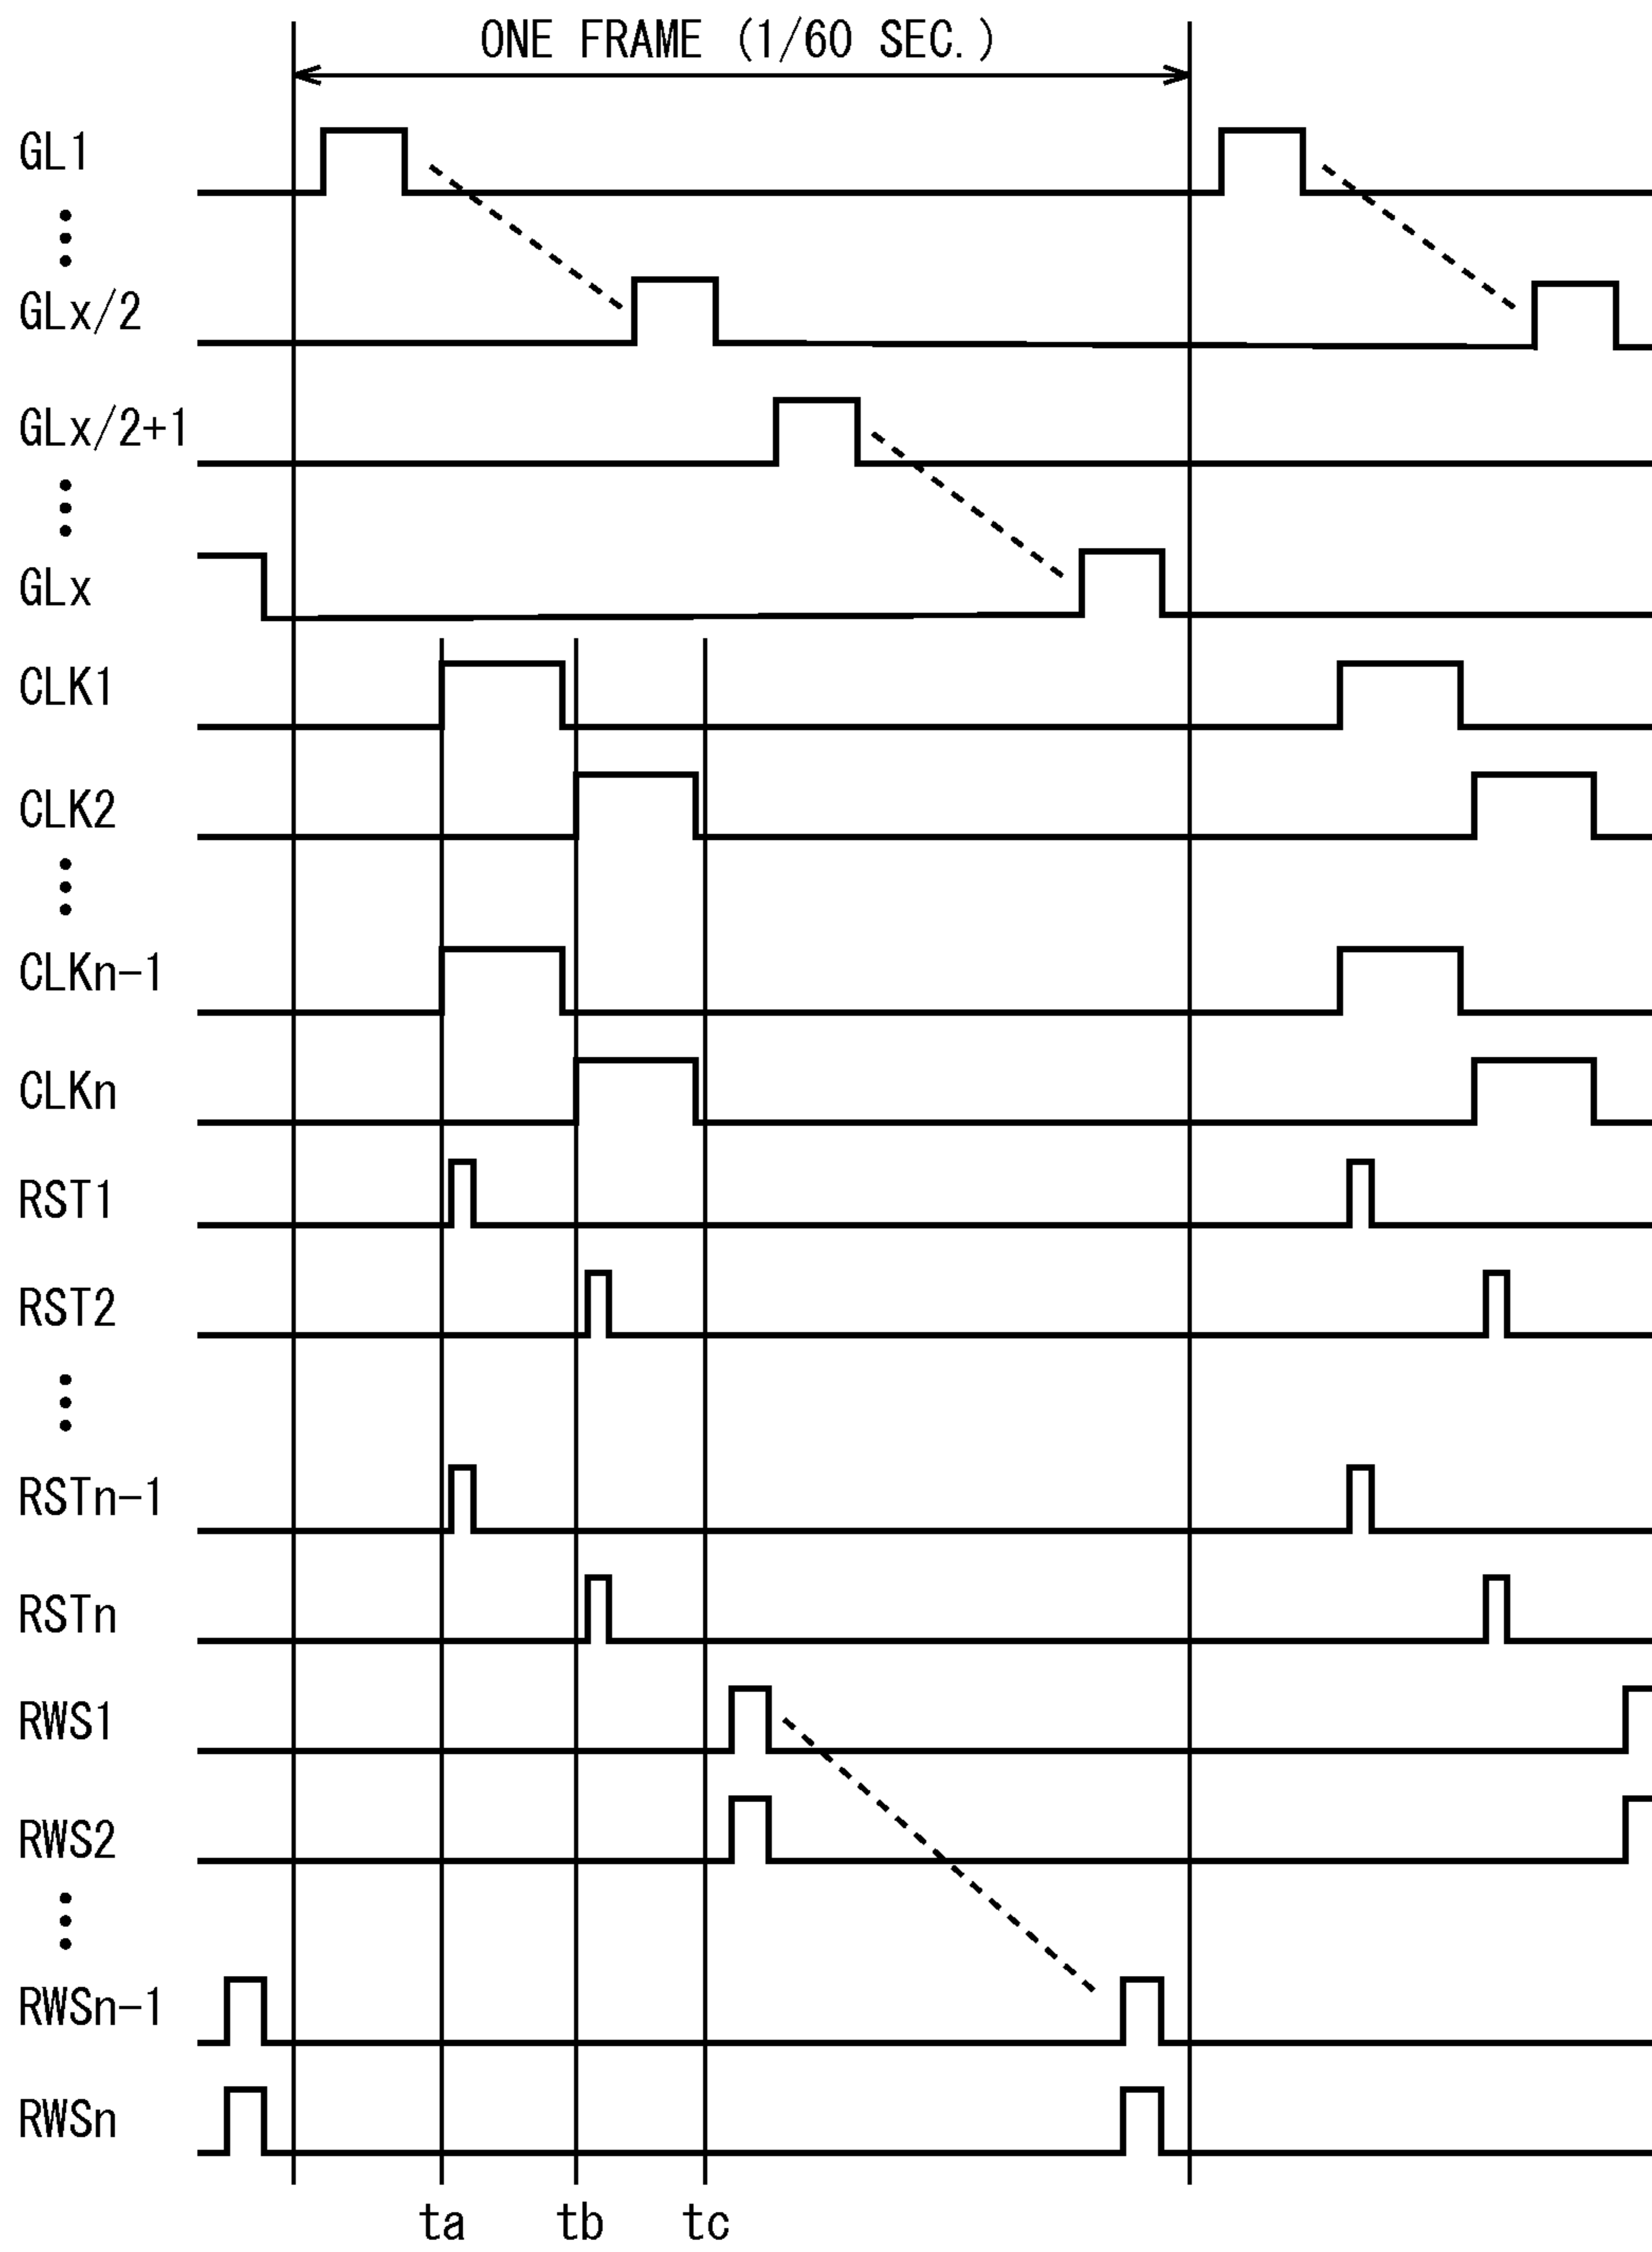 ONE FRAME (1/60 SEC.)
GL1
GLx/2
GLx/2+1
GLx
CLK1
CLK2
CLKn-1
CLKn
RST1
RST2
RSTn-1
RSTn
RWS1
RWS2
RWSn-1
RWSn
ta tb tc